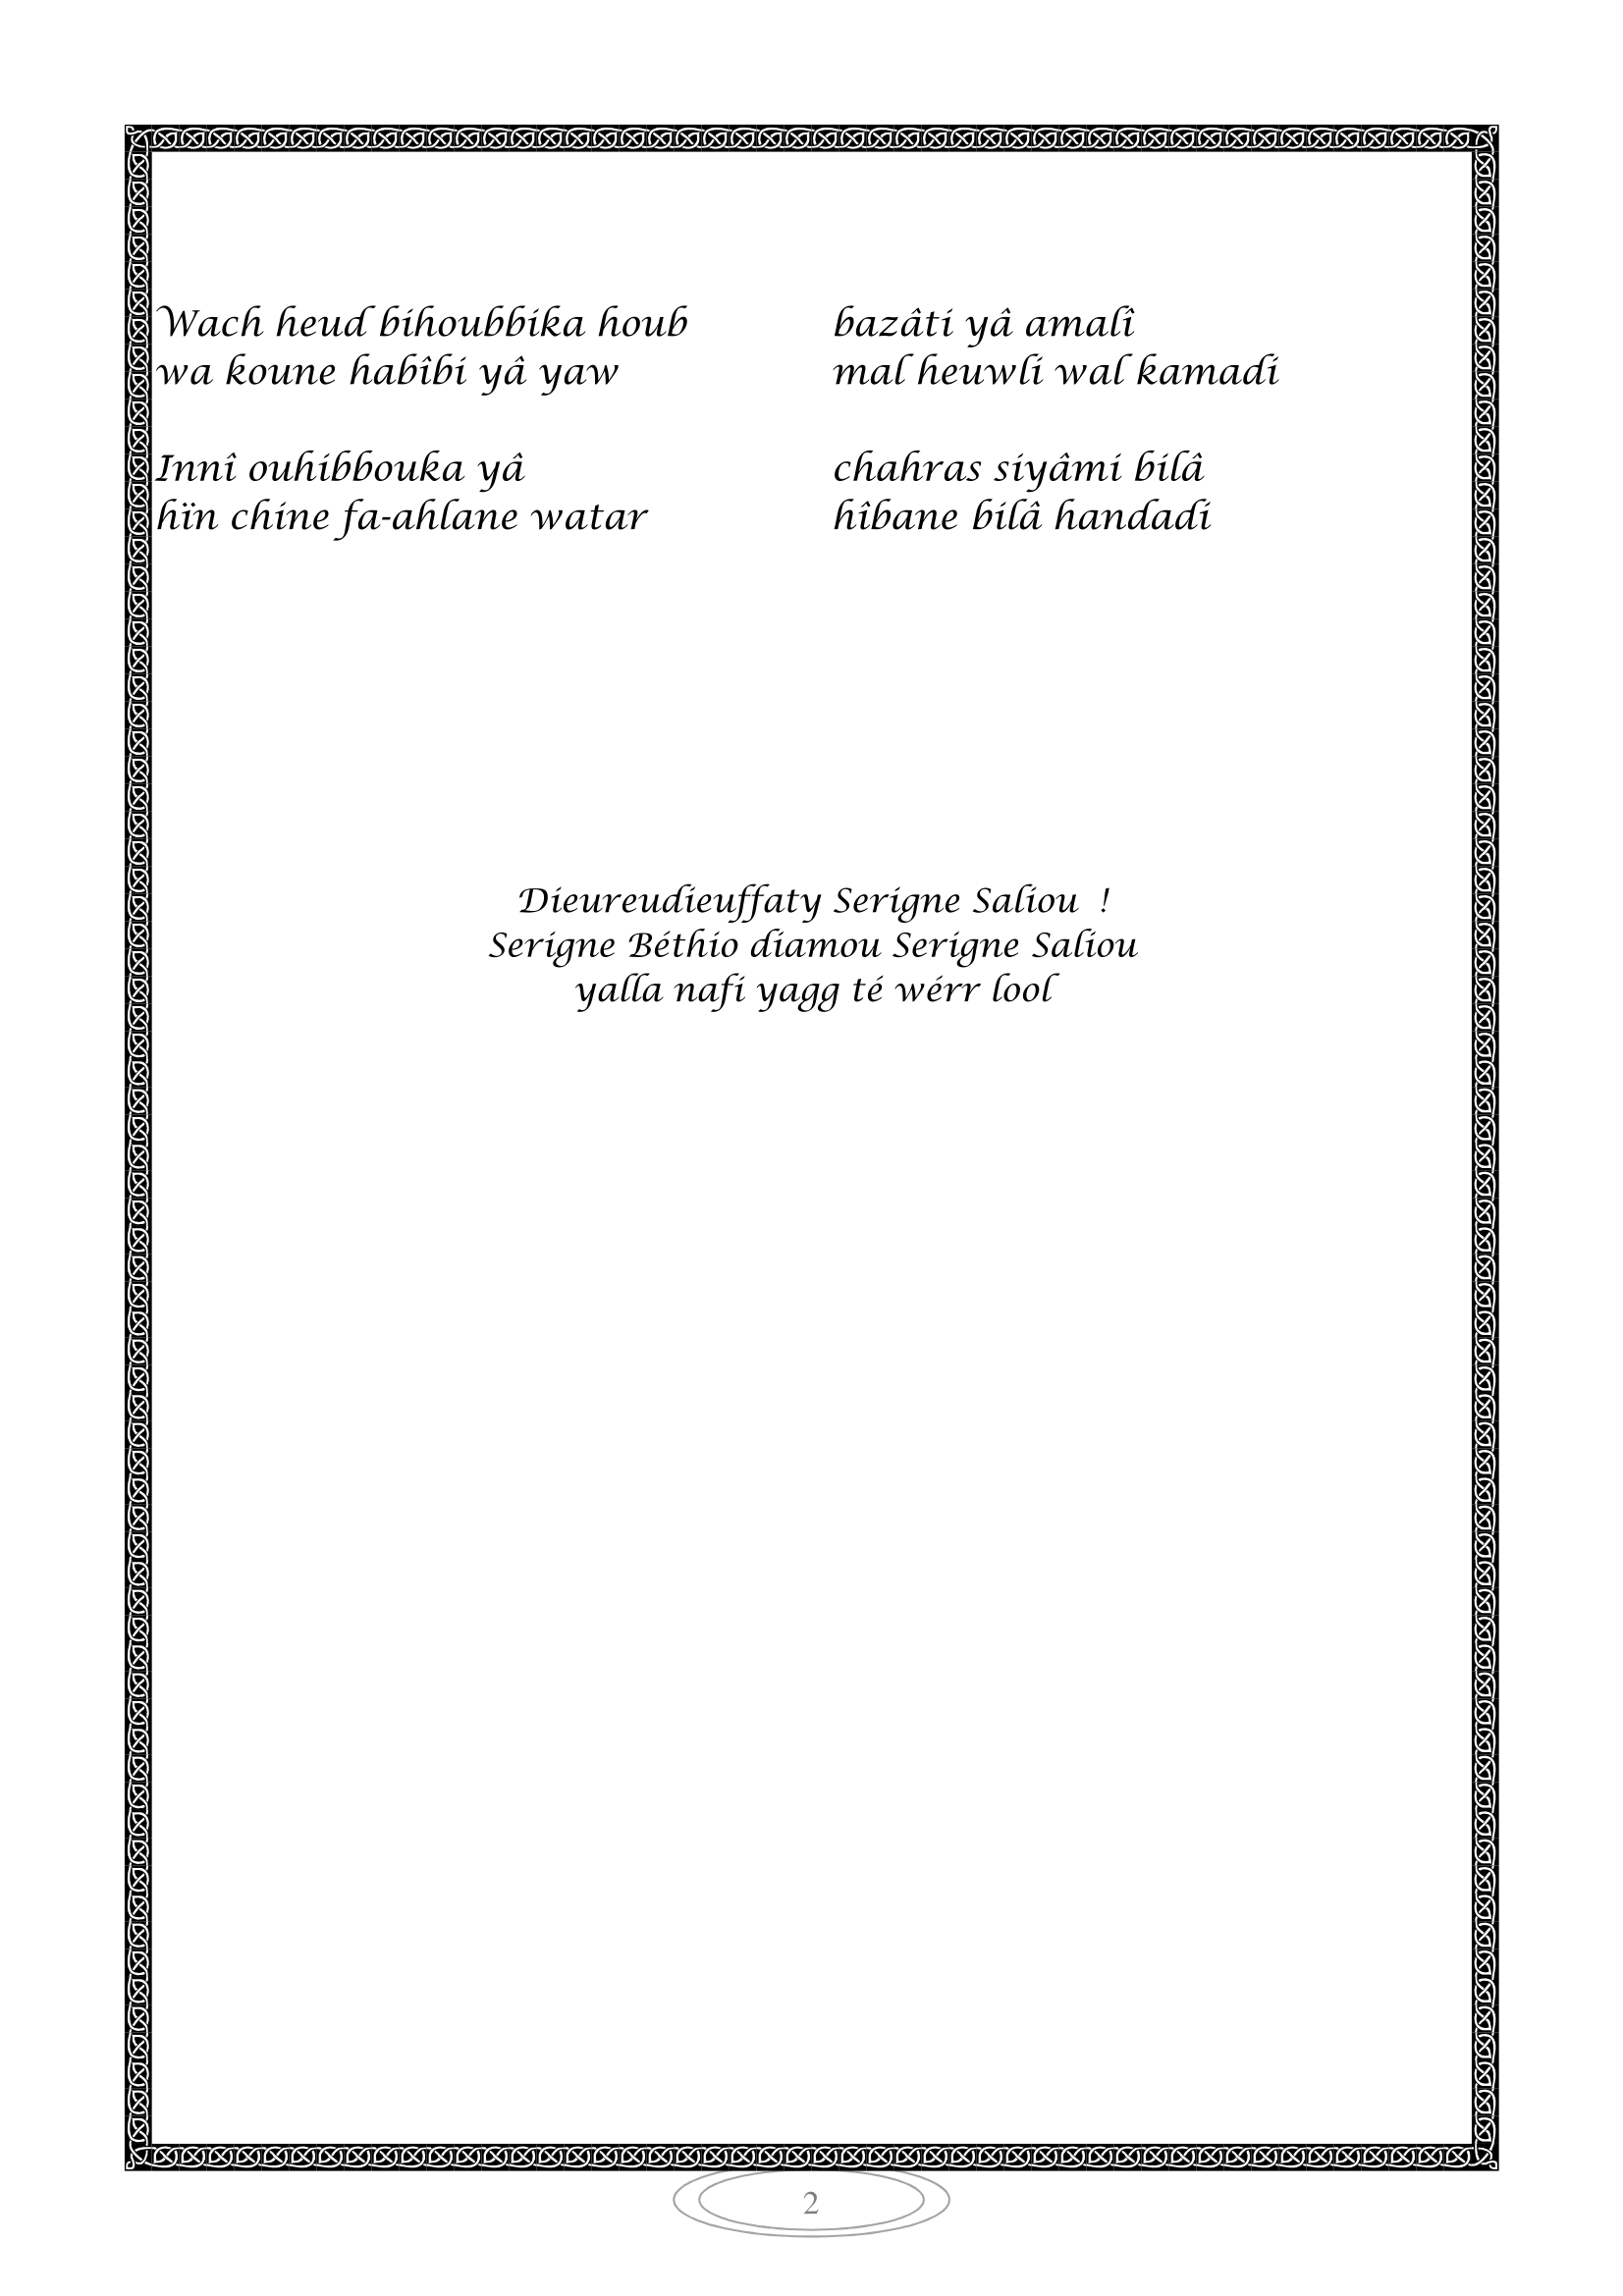 Wach heud bihoubbika houb bazâti yâ amalî
wa koune habîbi yâ yaw mal heuwli wal kamadi
Innî ouhibbouka yâ chahras siyâmi bilâ
hïn chine fa-ahlane watar hîbane bilâ handadi
Dieureudieuffaty Serigne Saliou !
Serigne Béthio diamou Serigne Saliou
yalla nafi yagg té wérr lool
2